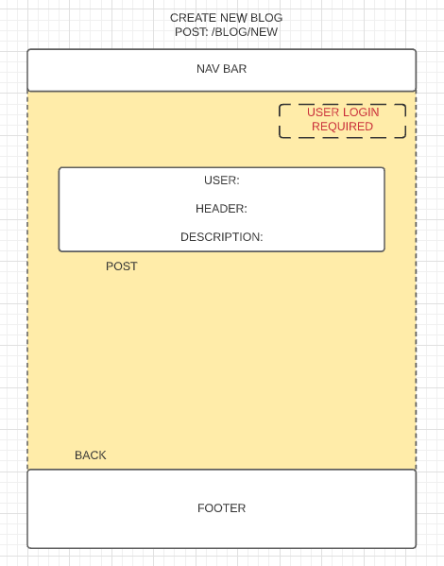 CREATE NEW BLOG
POST: /BLOG/NEW
NAV BAR
USER LOGIN
REQUIRED
USER:
HEADER:
DESCRIPTION:
POST
BACK
FOOTER